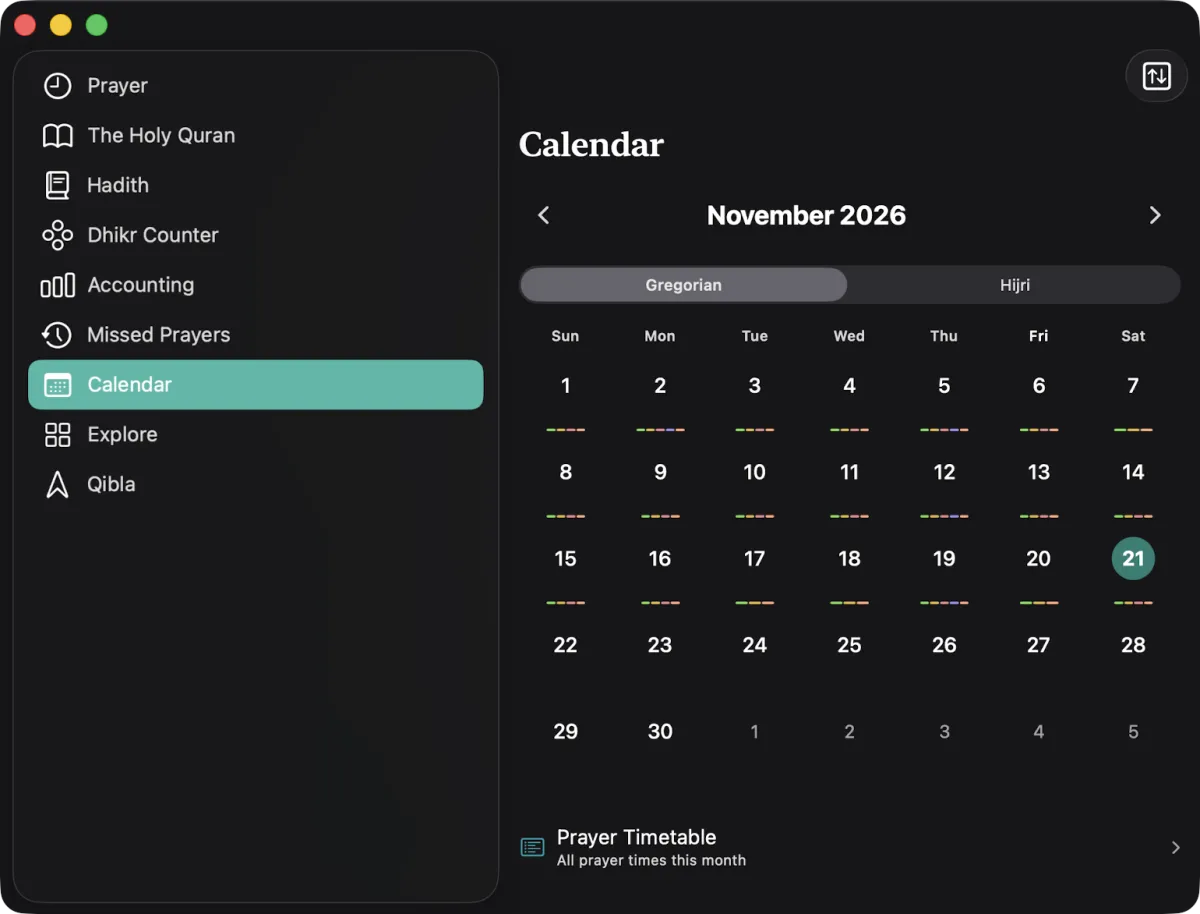 Prayer
The Holy Quran
Hadith
Dhikr Counter
Accounting
Missed Prayers
Calendar
Explore
Qibla
Calendar
November 2026
Gregorian Hijri
Sun Mon Tue Wed Thu Fri Sat
1 2 3 4 5 6 7
8 9 10 11 12 13 14
15 16 17 18 19 20 21
22 23 24 25 26 27 28
29 30 1 2 3 4 5
Prayer Timetable
All prayer times this month